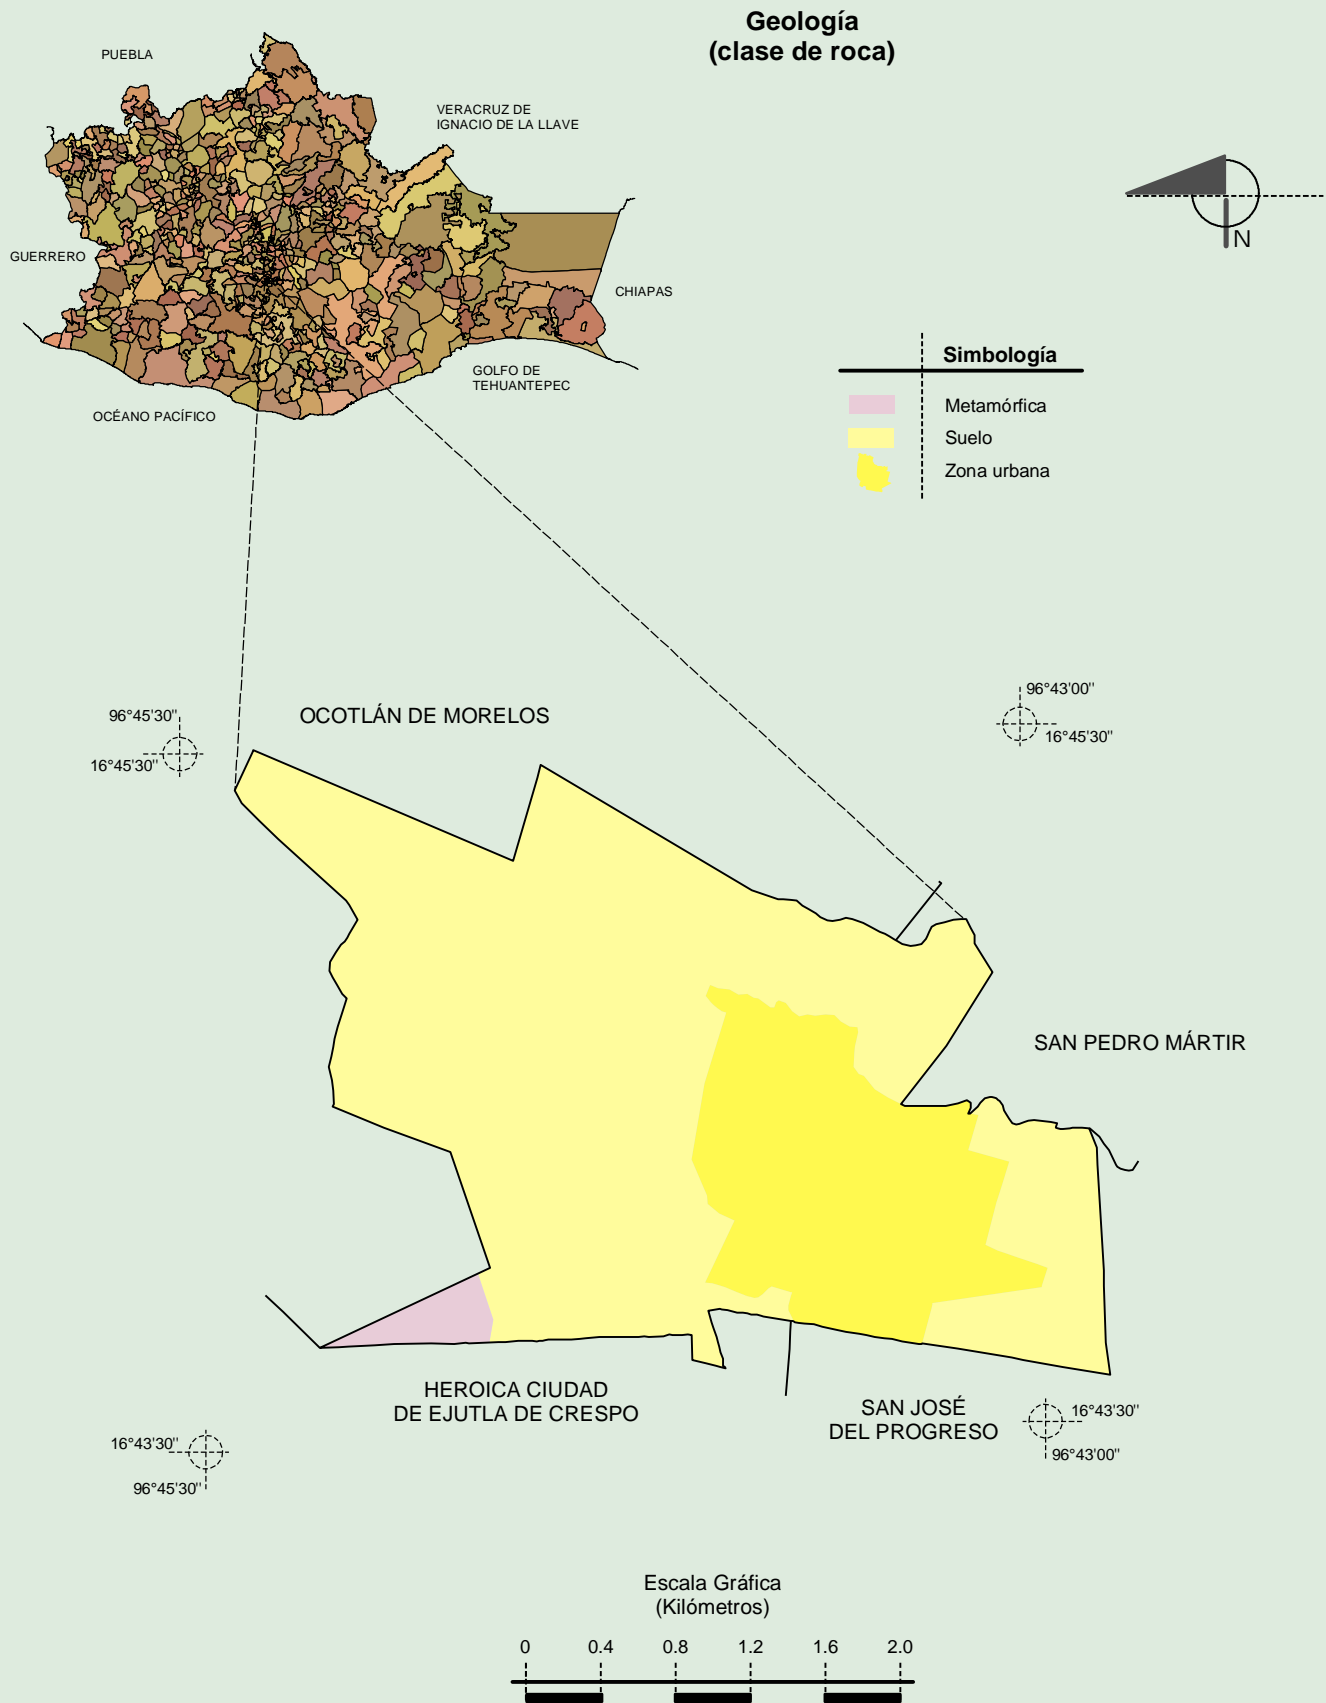 Geología
(clase de roca)
PUEBLA
VERACRUZ DE
IGNACIO DE LA LLAVE
GUERRERO
CHIAPAS
GOLFO DE
TEHUANTEPEC
OCÉANO PACÍFICO
N
Simbología
Metamórfica
Suelo
Zona urbana
96°45'30"
16°45'30"
OCOTLÁN DE MORELOS
96°43'00"
16°45'30"
SAN PEDRO MÁRTIR
HEROICA CIUDAD
DE EJUTLA DE CRESPO
SAN JOSÉ
DEL PROGRESO
16°43'30"
96°43'00"
16°43'30"
96°45'30"
Escala Gráfica
(Kilómetros)
0 0.4 0.8 1.2 1.6 2.0